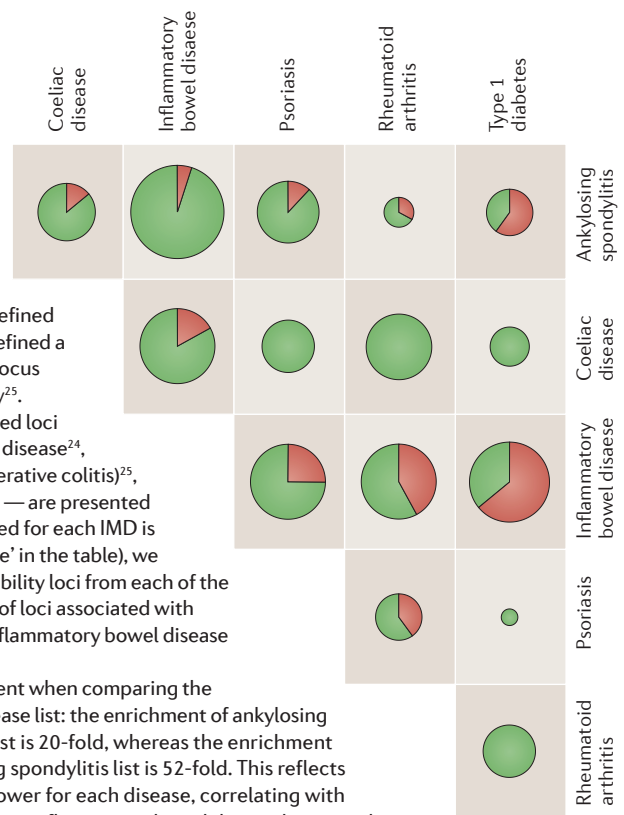 Coeliac
disease
Inflammatory
bowel disaese
Psoriasis
Rheumatoid
arthritis
Type 1
diabetes
Ankylosing
spondylitis
Coeliac
disease
Inflammatory
bowel disaese
Psoriasis
Rheumatoid
arthritis
efined
efined a
ocus
y25.
ed loci
disease24,
erative colitis)25,
— are presented
ed for each IMD is
e’ in the table), we
bility loci from each of the
of loci associated with
flammatory bowel disease
ent when comparing the
ease list: the enrichment of ankylosing
st is 20-fold, whereas the enrichment
g spondylitis list is 52-fold. This reflects
ower for each disease, correlating with